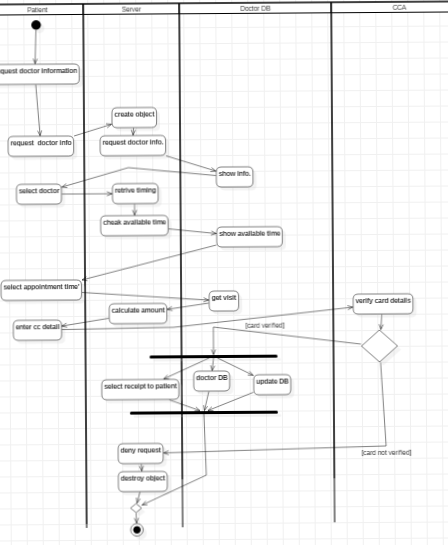 Patient Server Doctor DB CCA
quest doctor information
create object
request doctor info
request doctor info.
show info.
select doctor
retrive timing
cheak available time
show available time
select appointment time'
get visit
verify card details
calculate amount
enter cc detail
[card verified]
doctor DB
select receipt to patient
update DB
deny request
[card not verified]
destroy object